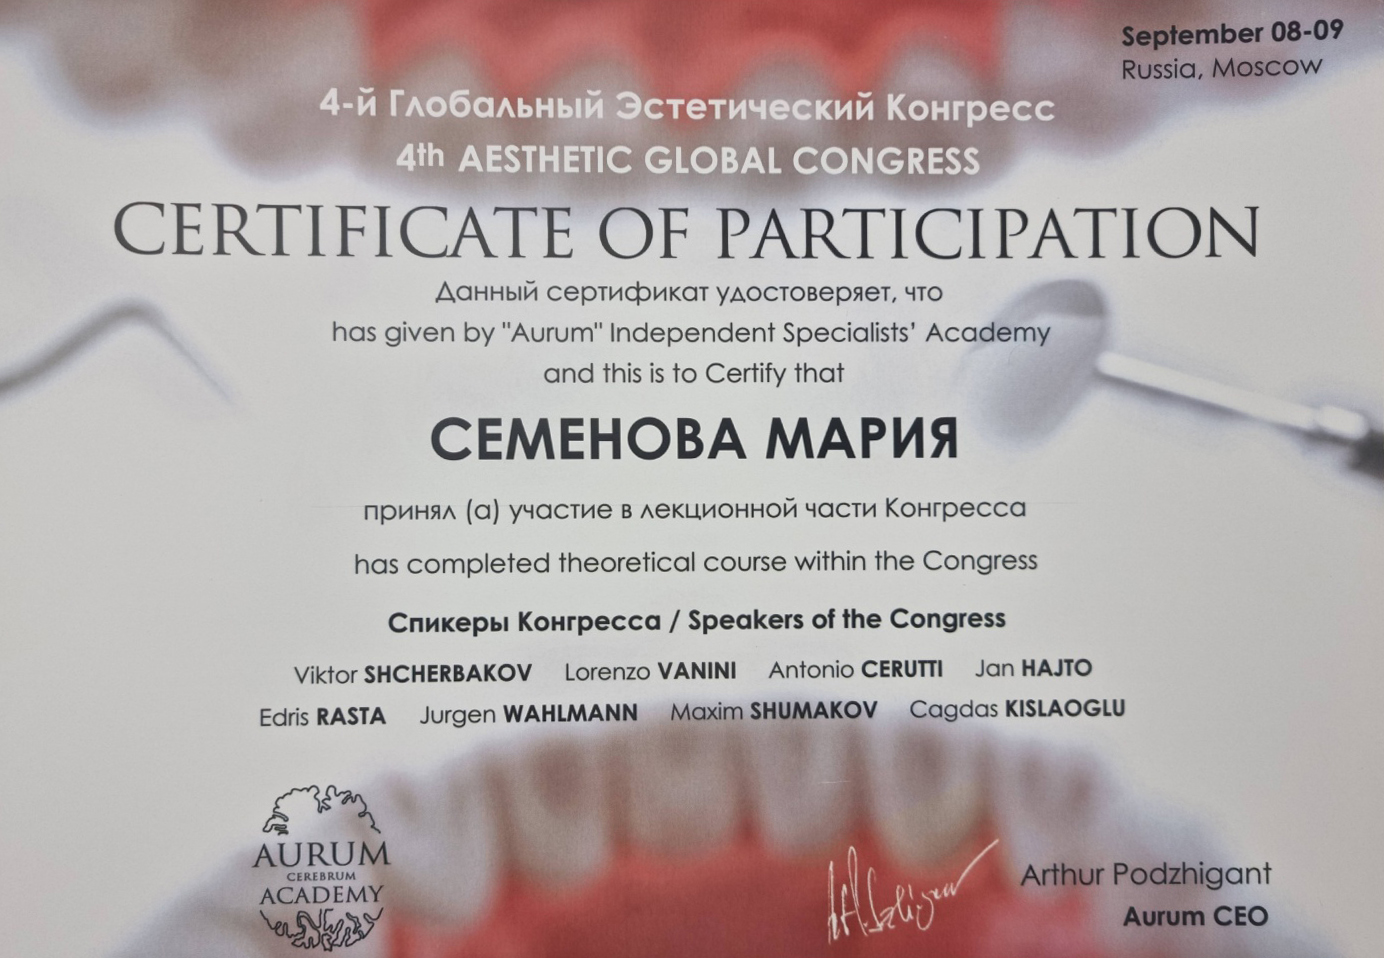 September 08-09
Russia, Moscow
4-й Глобальный Эстетический Конгресс
4th AESTHETIC GLOBAL CONGRESS
CERTIFICATE OF PARTICIPATION
Данный сертификат удостоверяет, что
has given by "Aurum" Independent Specialists’ Academy
and this is to Certify that
СЕМЕНОВА МАРИЯ
принял (а) участие в лекционной части Конгресса
has completed theoretical course within the Congress
Спикеры Конгресса / Speakers of the Congress
Viktor SHCHERBAKOV Lorenzo VANINI Antonio CERUTTI Jan HAJTO
Edris RASTA Jurgen WAHLMANN Maxim SHUMAKOV Cagdas KISLAOGLU
AURUM
CEREBRUM
ACADEMY
Arthur Podzhigant
Aurum CEO